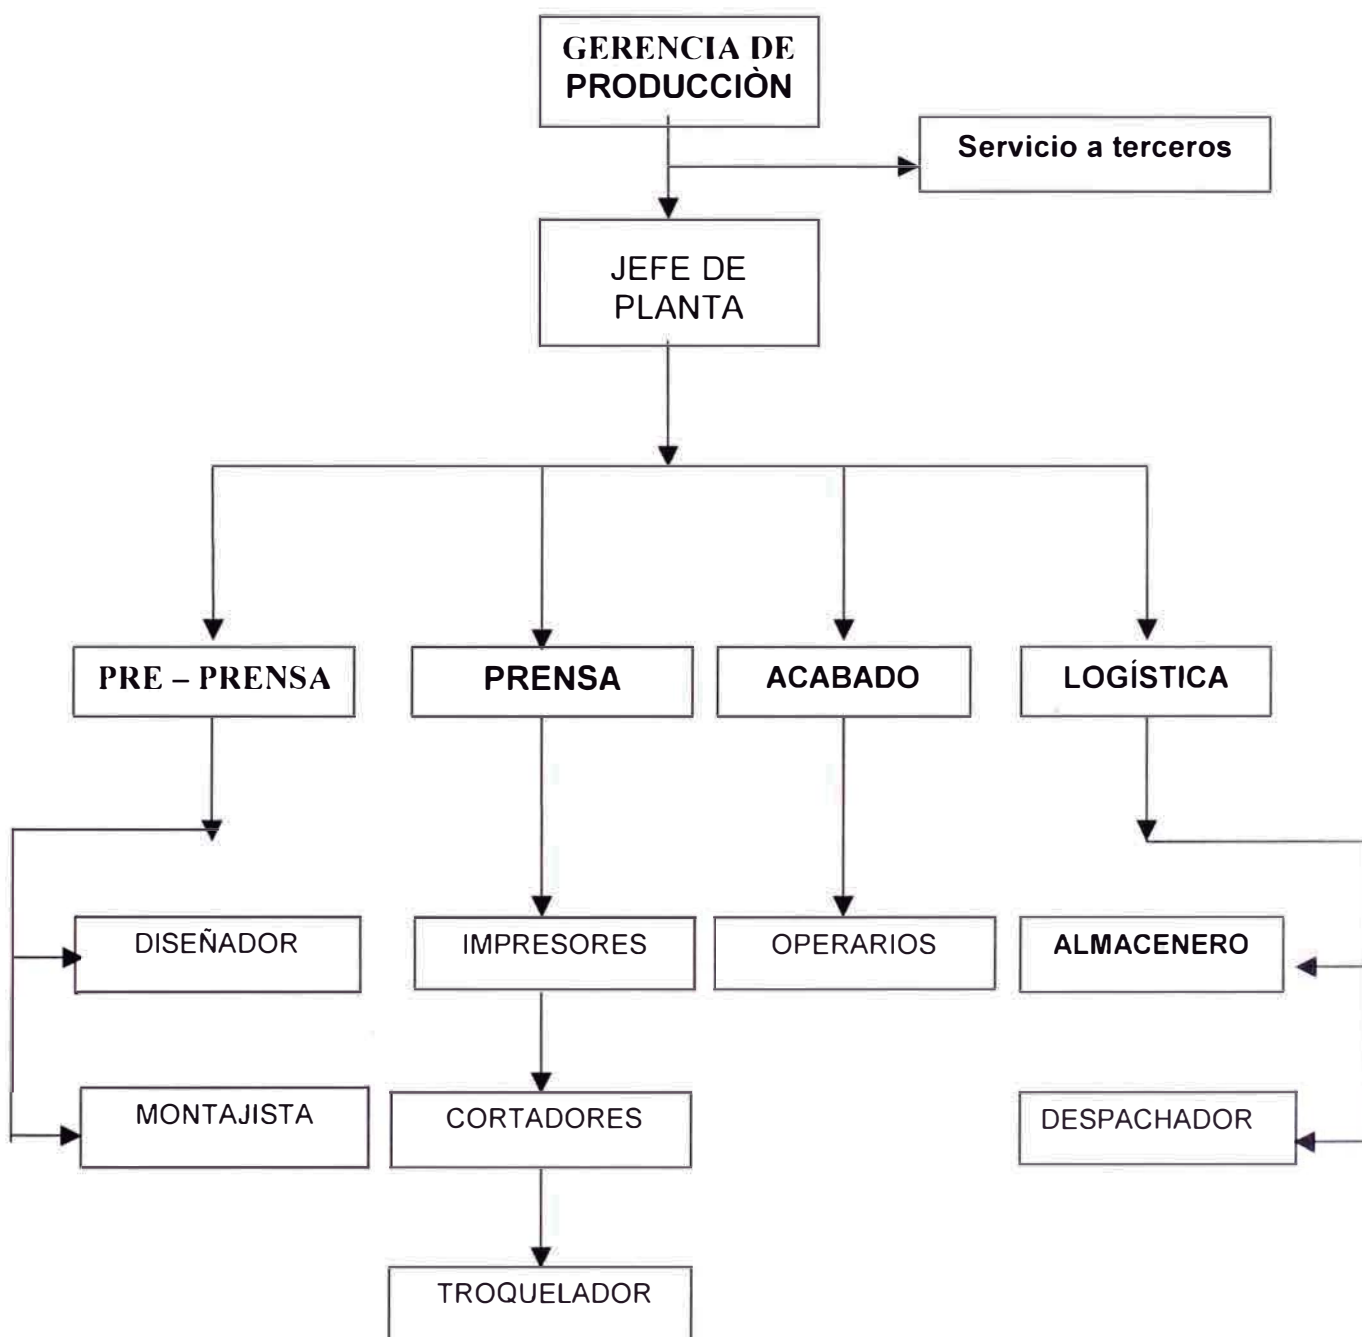 GERENCIA DE
PRODUCCIÒN
Servicio a terceros
JEFE DE
PLANTA
PRE – PRENSA
PRENSA
ACABADO
LOGÍSTICA
DISEÑADOR
IMPRESORES
OPERARIOS
ALMACENERO
MONTAJISTA
CORTADORES
DESPACHADOR
TROQUELADOR